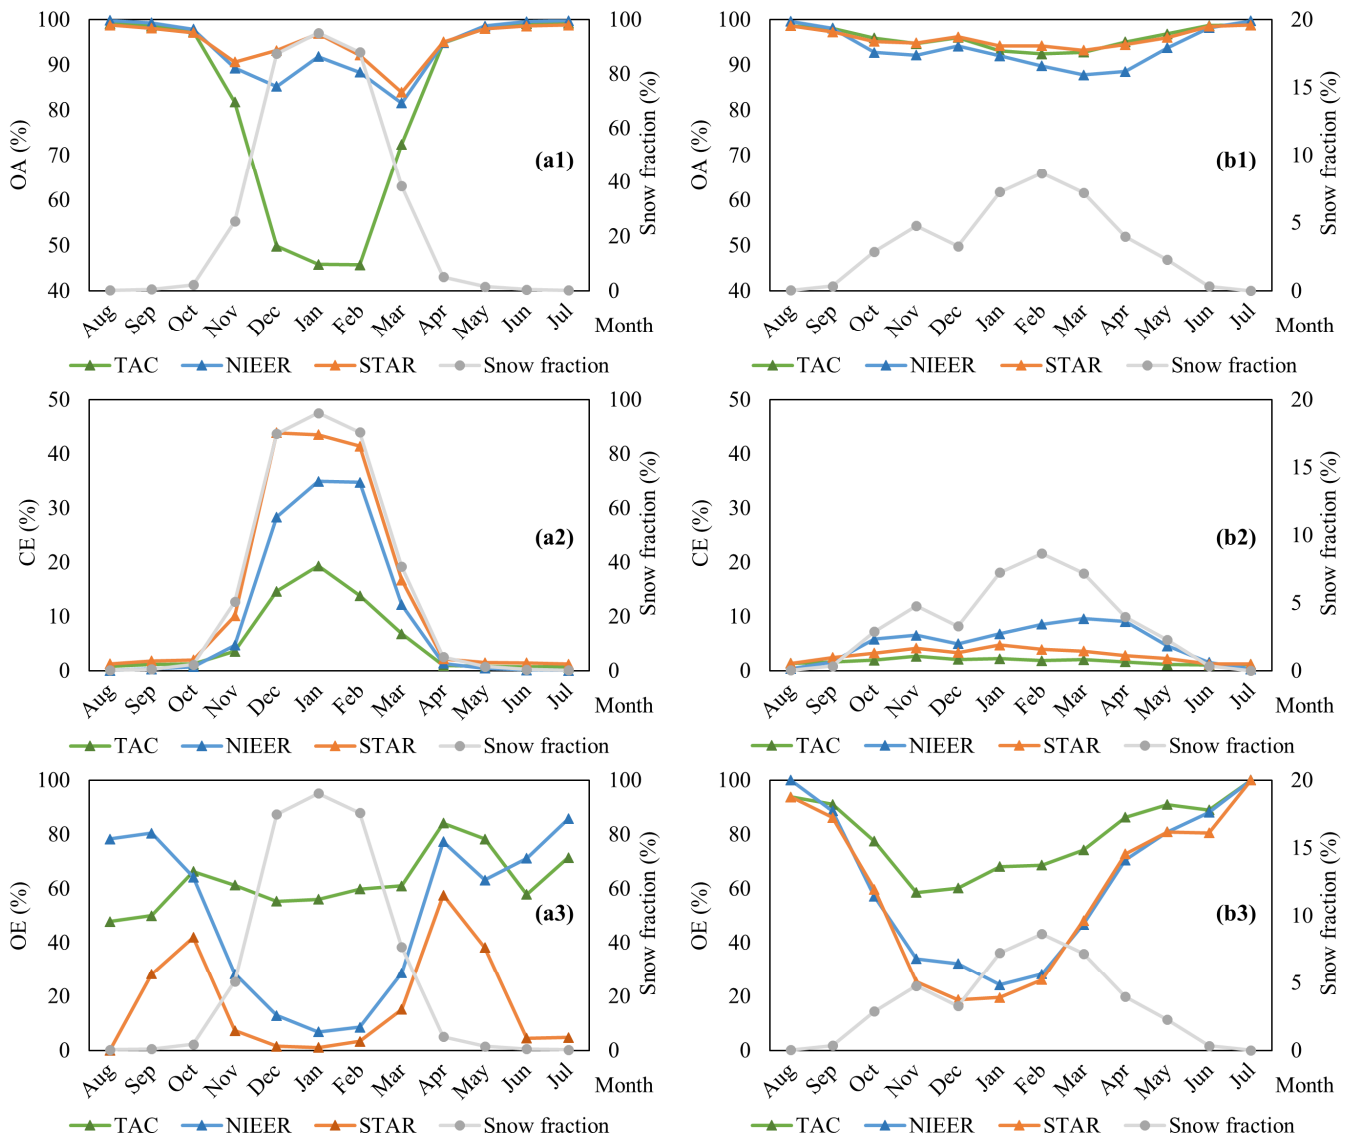 100
90
80
70
60
50
40
OA (%)
100
80
60
40
20
0
Snow fraction (%)
(a1)
Aug Sep Oct Nov Dec Jan Feb Mar Apr May Jun Jul Month
TAC NIEER STAR Snow fraction
100
90
80
70
60
50
40
OA (%)
20
15
10
5
0
Snow fraction (%)
(b1)
Aug Sep Oct Nov Dec Jan Feb Mar Apr May Jun Jul Month
TAC NIEER STAR Snow fraction
50
40
30
20
10
0
CE (%)
100
80
60
40
20
0
Snow fraction (%)
(a2)
Aug Sep Oct Nov Dec Jan Feb Mar Apr May Jun Jul Month
TAC NIEER STAR Snow fraction
50
40
30
20
10
0
CE (%)
20
15
10
5
0
Snow fraction (%)
(b2)
Aug Sep Oct Nov Dec Jan Feb Mar Apr May Jun Jul Month
TAC NIEER STAR Snow fraction
100
80
60
40
20
0
OE (%)
100
80
60
40
20
0
Snow fraction (%)
(a3)
Aug Sep Oct Nov Dec Jan Feb Mar Apr May Jun Jul Month
TAC NIEER STAR Snow fraction
100
80
60
40
20
0
OE (%)
20
15
10
5
0
Snow fraction (%)
(b3)
Aug Sep Oct Nov Dec Jan Feb Mar Apr May Jun Jul Month
TAC NIEER STAR Snow fraction